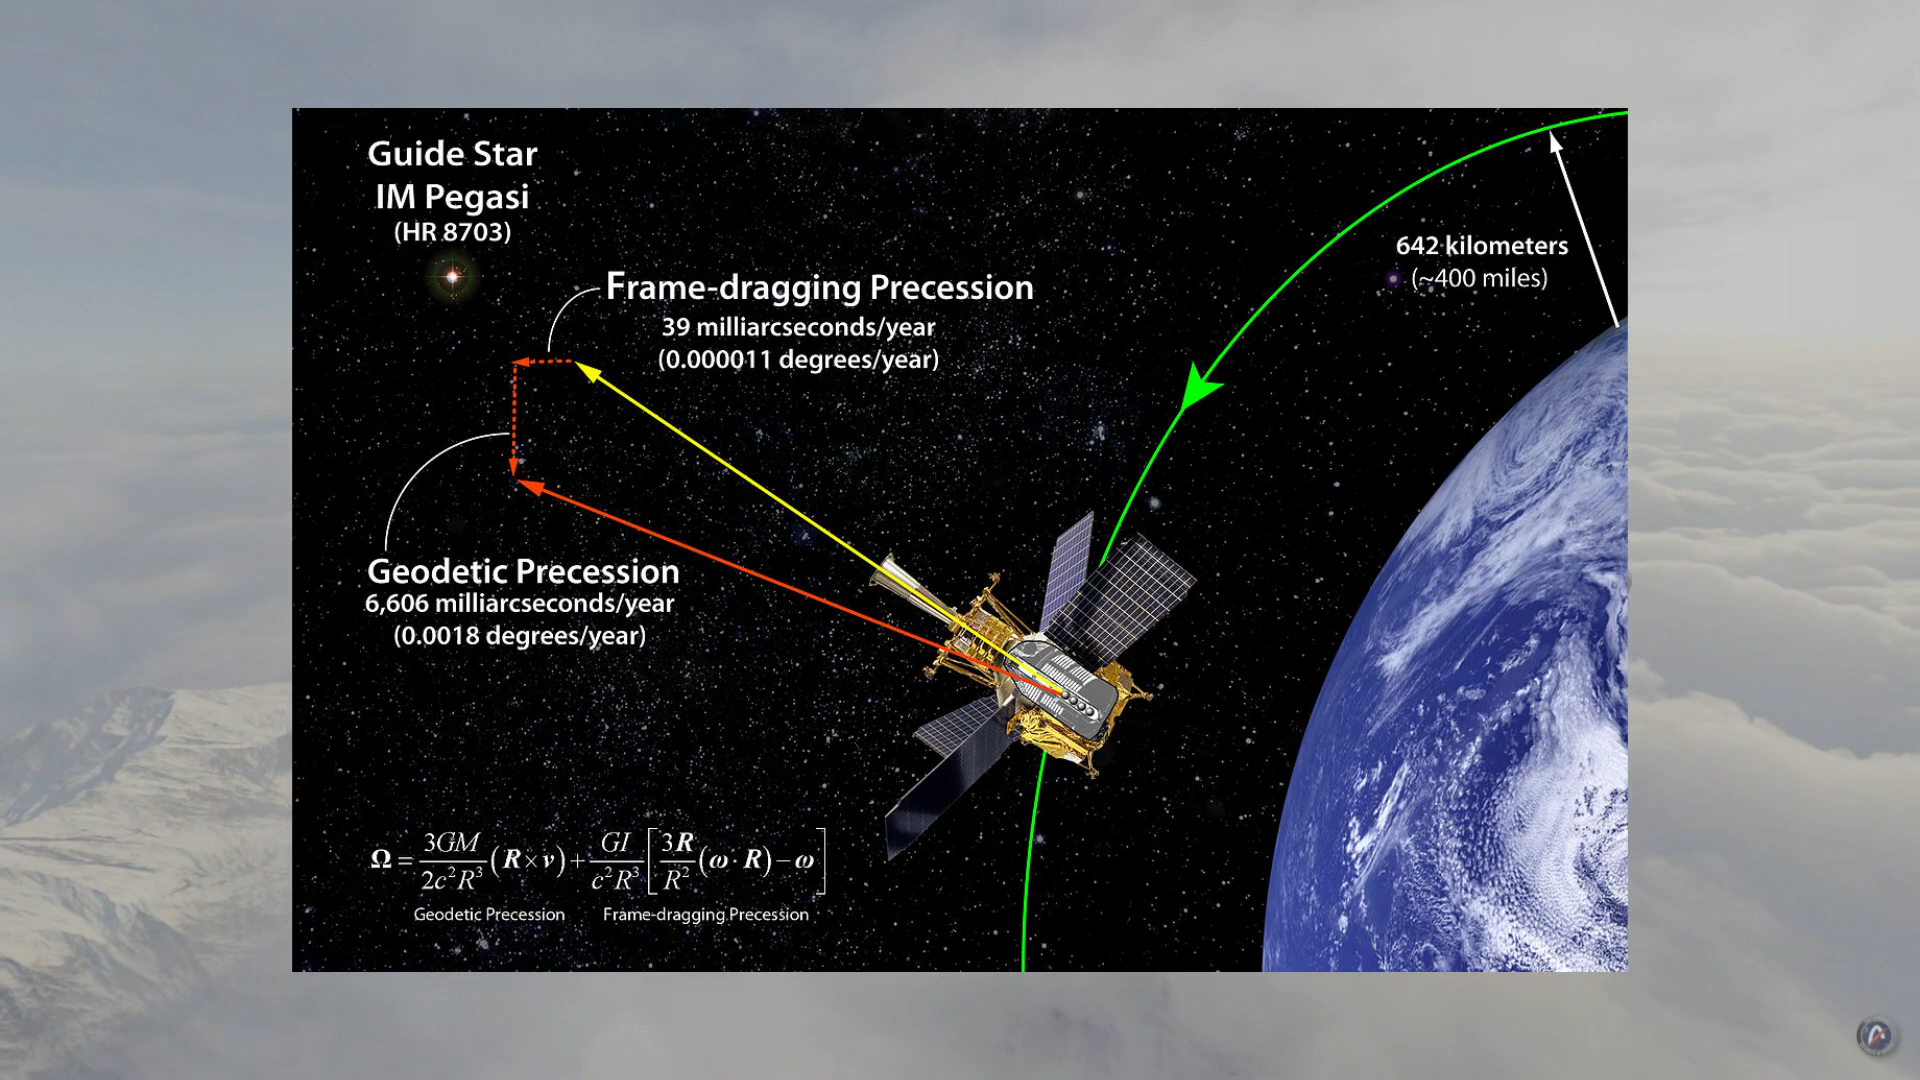 Guide Star
IM Pegasi
(HR 8703)
Frame-dragging Precession
39 milliarcseconds/year
(0.000011 degrees/year)
642 kilometers
(~400 miles)
Geodetic Precession
6,606 milliarcseconds/year
(0.0018 degrees/year)
Ω = 3GM/2c²R³ (R × v) + GI/c²R³ [3R/R² (ω · R) − ω]
Geodetic Precession
Frame-dragging Precession